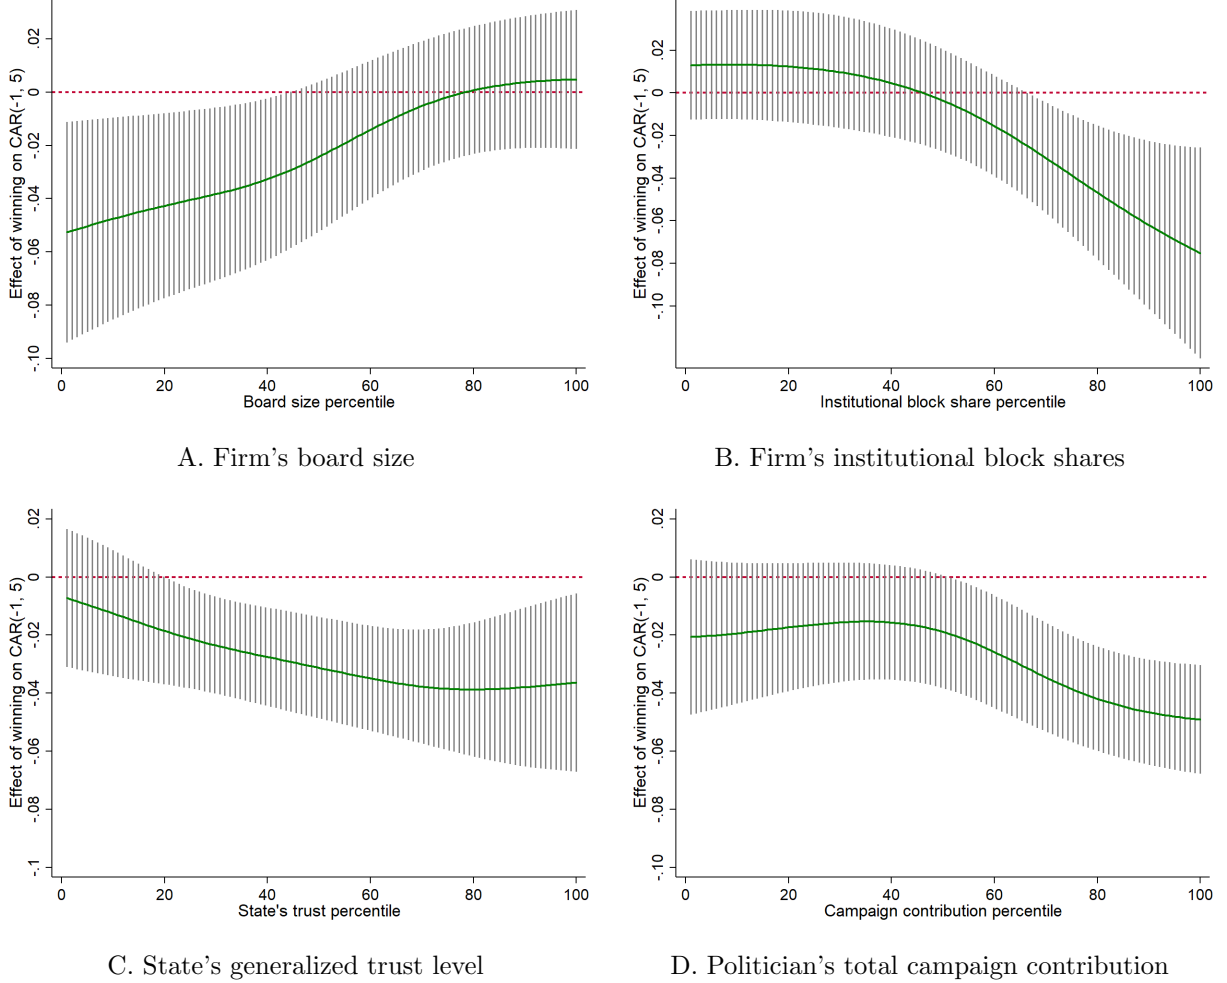 .02
0
-.02
-.04
-.06
-.08
-.10
Effect of winning on CAR(-1, 5)
0 20 40 60 80 100
Board size percentile
A. Firm's board size
.02
0
-.02
-.04
-.06
-.08
-.10
Effect of winning on CAR(-1, 5)
0 20 40 60 80 100
Institutional block share percentile
B. Firm's institutional block shares
.02
0
-.02
-.04
-.06
-.08
-.1
Effect of winning on CAR(-1, 5)
0 20 40 60 80 100
State's trust percentile
C. State's generalized trust level
.02
0
-.02
-.04
-.06
-.08
-.10
Effect of winning on CAR(-1, 5)
0 20 40 60 80 100
Campaign contribution percentile
D. Politician's total campaign contribution